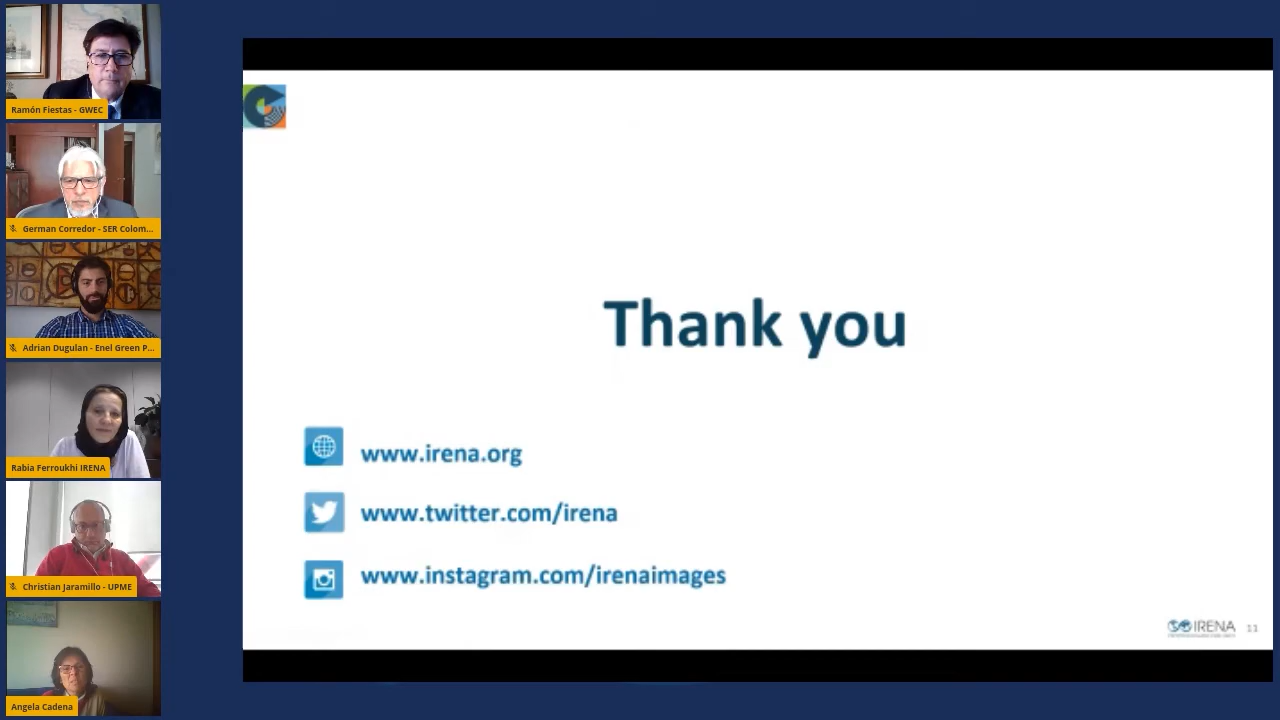 Ramón Fiestas - GWEC
German Corredor - SER Colom...
Adrian Dugulan - Enel Green P...
Rabia Ferroukhi IRENA
Christian Jaramillo - UPME
Angela Cadena
Thank you
www.irena.org
www.twitter.com/irena
www.instagram.com/irenaimages
IRENA
11